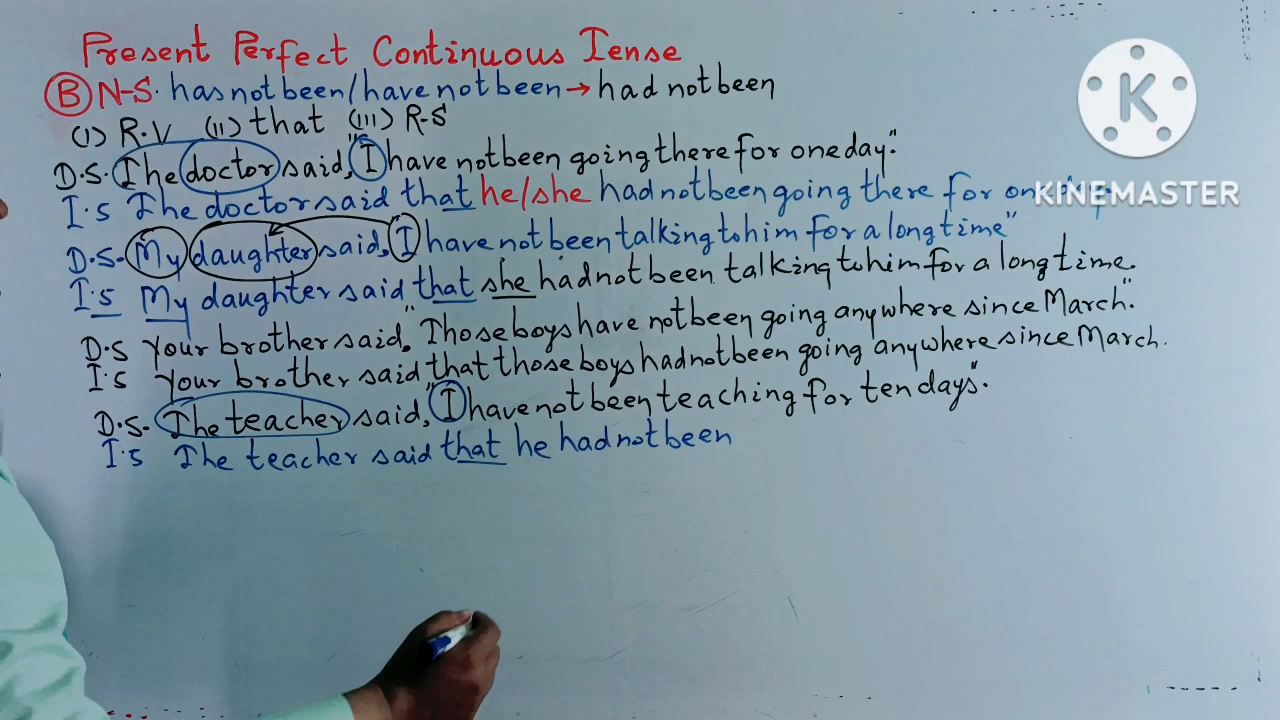 Present Perfect Continuous Tense
(B) N-S. has not been/have not been → had not been
(i) R.V (ii) that (iii) R-S
D.S. The doctor said, "I have not been going there for one day."
I.S The doctor said that he/she had not been going there for
D.S- My daughter said, "I have not been talking to him for a long time"
I.S My daughter said that she had not been talking to him for a long time.
D.S Your brother said, "Those boys have not been going anywhere since March".
I.S Your brother said that those boys had not been going anywhere since March.
D.S- The teacher said, "I have not been teaching for ten days".
I.S The teacher said that he had not been
K
KINEMASTER